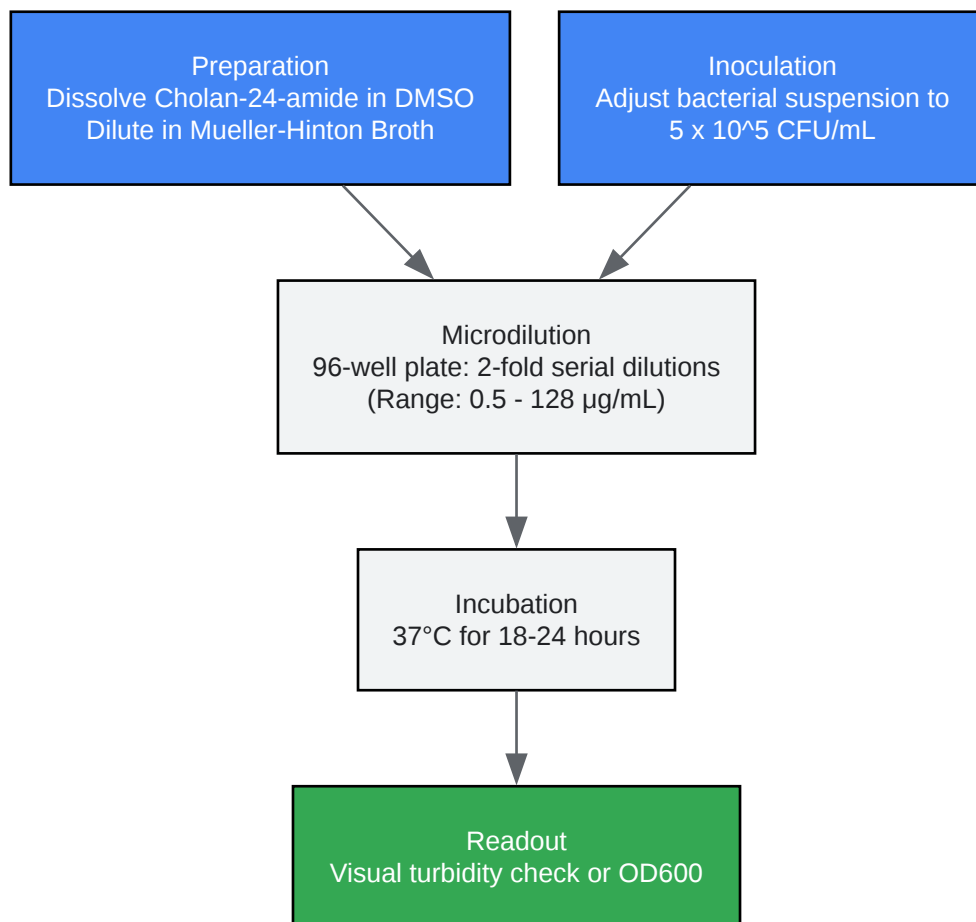 Preparation
Dissolve Cholan-24-amide in DMSO
Dilute in Mueller-Hinton Broth
Inoculation
Adjust bacterial suspension to
5 x 10^5 CFU/mL
Microdilution
96-well plate: 2-fold serial dilutions
(Range: 0.5 - 128 μg/mL)
Incubation
37°C for 18-24 hours
Readout
Visual turbidity check or OD600